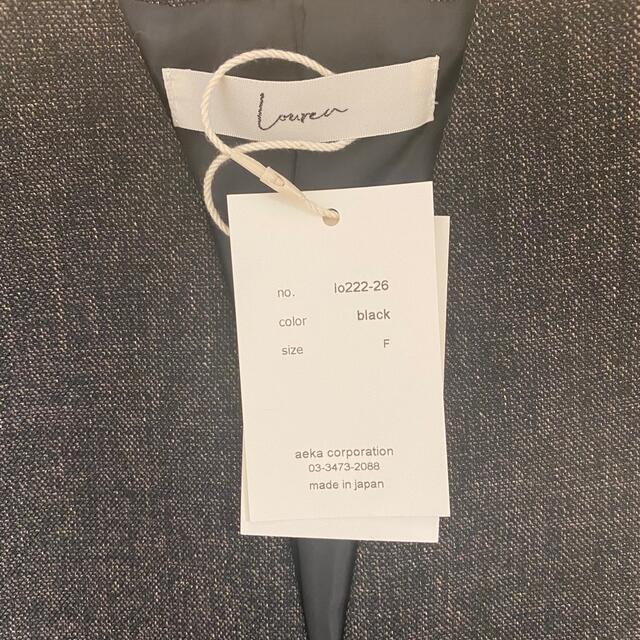 Louren
no. lo222-26
color black
size F
aeka corporation
03-3473-2088
made in japan